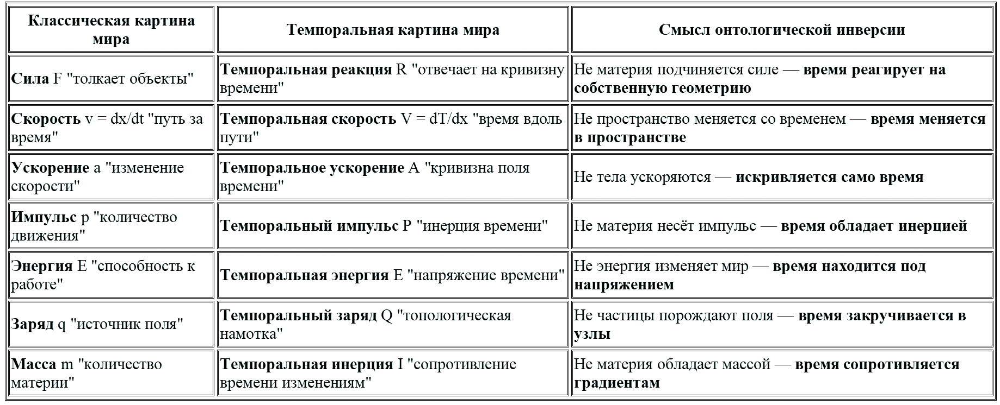 Классическая картина
мира
Темпоральная картина мира
Смысл онтологической инверсии
Сила F "толкает объекты"
Темпоральная реакция R "отвечает на кривизну
времени"
Не материя подчиняется силе — время реагирует на
собственную геометрию
Скорость v = dx/dt "путь за
время"
Темпоральная скорость V = dT/dx "время вдоль
пути"
Не пространство меняется со временем — время меняется
в пространстве
Ускорение a "изменение
скорости"
Темпоральное ускорение A "кривизна поля
времени"
Не тела ускоряются — искривляется само время
Импульс p "количество
движения"
Темпоральный импульс P "инерция времени"
Не материя несёт импульс — время обладает инерцией
Энергия E "способность к
работе"
Темпоральная энергия E "напряжение времени"
Не энергия изменяет мир — время находится под
напряжением
Заряд q "источник поля"
Темпоральный заряд Q "топологическая
намотка"
Не частицы порождают поля — время закручивается в
узлы
Масса m "количество
материи"
Темпоральная инерция I "сопротивление
времени изменениям"
Не материя обладает массой — время сопротивляется
градиентам